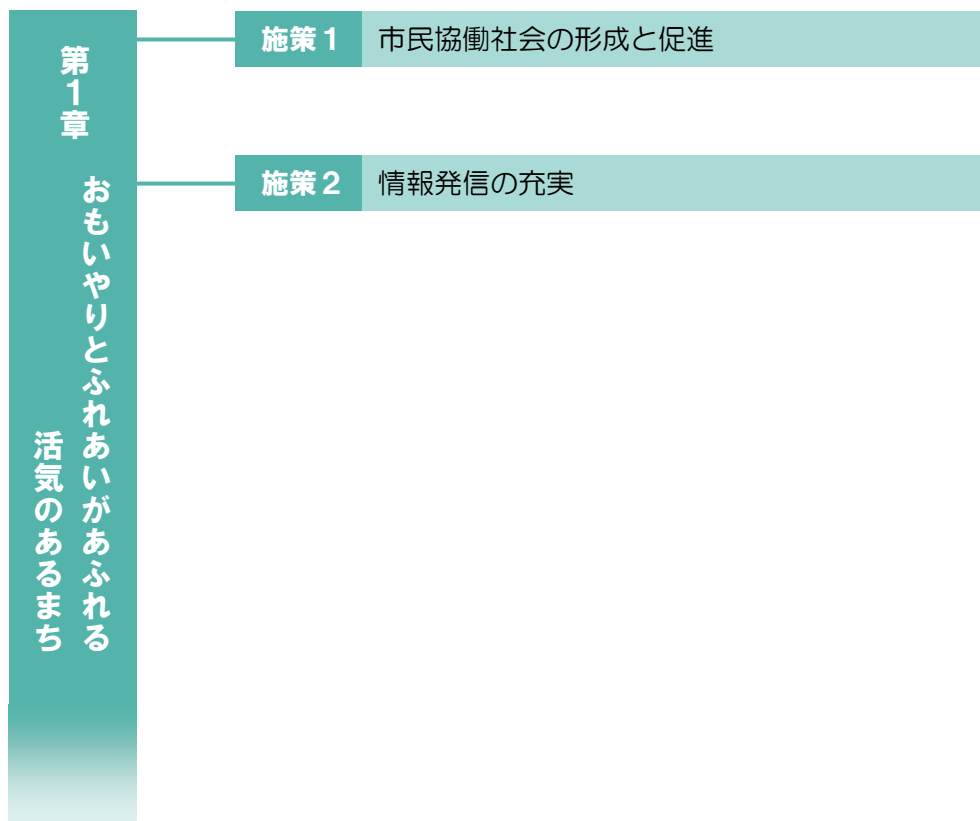 第1章
おもいやりとふれあいがあふれる
活気のあるまち
施策1 市民協働社会の形成と促進
施策2 情報発信の充実